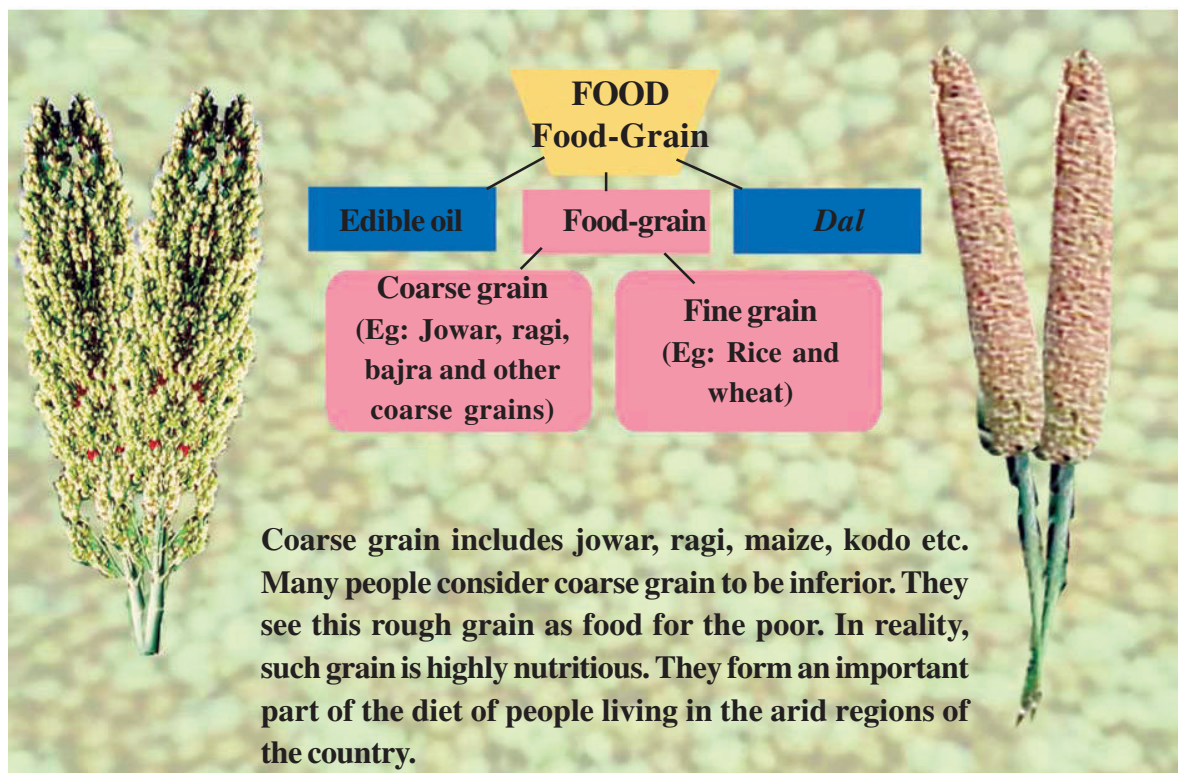 FOOD
Food-Grain
Edible oil
Food-grain
Dal
Coarse grain
(Eg: Jowar, ragi,
bajra and other
coarse grains)
Fine grain
(Eg: Rice and
wheat)
Coarse grain includes jowar, ragi, maize, kodo etc.
Many people consider coarse grain to be inferior. They
see this rough grain as food for the poor. In reality,
such grain is highly nutritious. They form an important
part of the diet of people living in the arid regions of
the country.